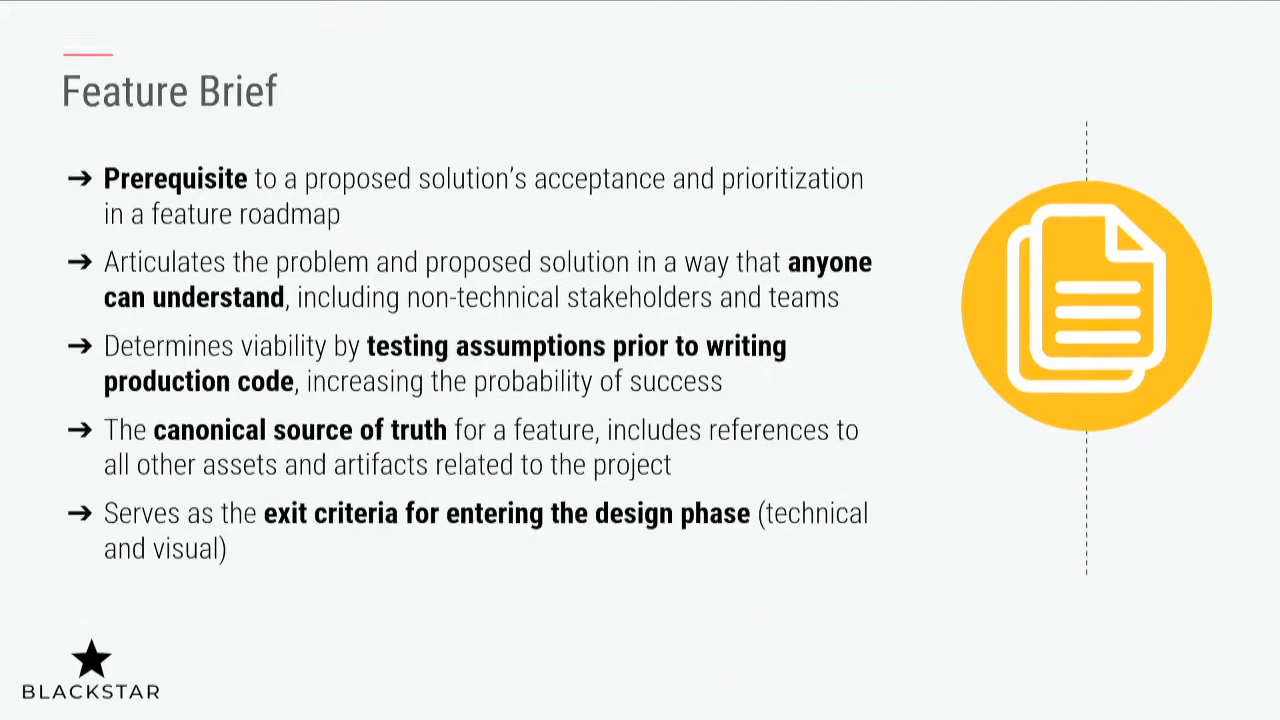 Feature Brief
➔ Prerequisite to a proposed solution's acceptance and prioritization
in a feature roadmap
➔ Articulates the problem and proposed solution in a way that anyone
can understand, including non-technical stakeholders and teams
➔ Determines viability by testing assumptions prior to writing
production code, increasing the probability of success
➔ The canonical source of truth for a feature, includes references to
all other assets and artifacts related to the project
➔ Serves as the exit criteria for entering the design phase (technical
and visual)
BLACKSTAR